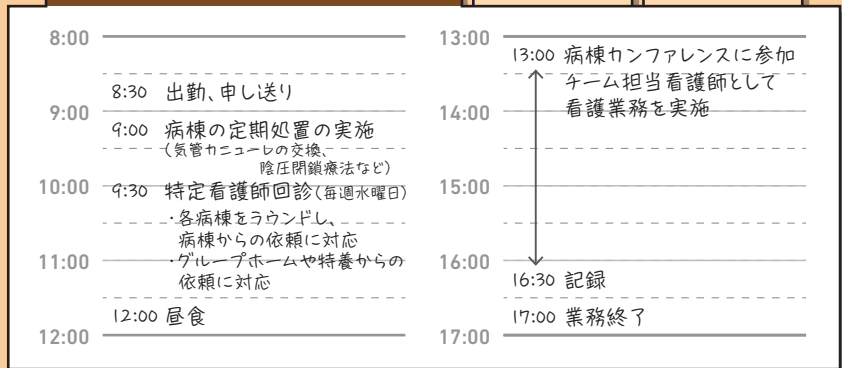 8:00
8:30 出勤、申し送り
9:00
9:00 病棟の定期処置の実施
(気管カニューレの交換、
陰圧閉鎖療法など)
10:00
9:30 特定看護師回診(毎週水曜日)
・各病棟をラウンドし、
病棟からの依頼に対応
11:00
・グループホームや特養からの
依頼に対応
12:00 昼食
12:00
13:00
13:00 病棟カンファレンスに参加
チーム担当看護師として
14:00
看護業務を実施
15:00
16:00
16:30 記録
17:00 業務終了
17:00